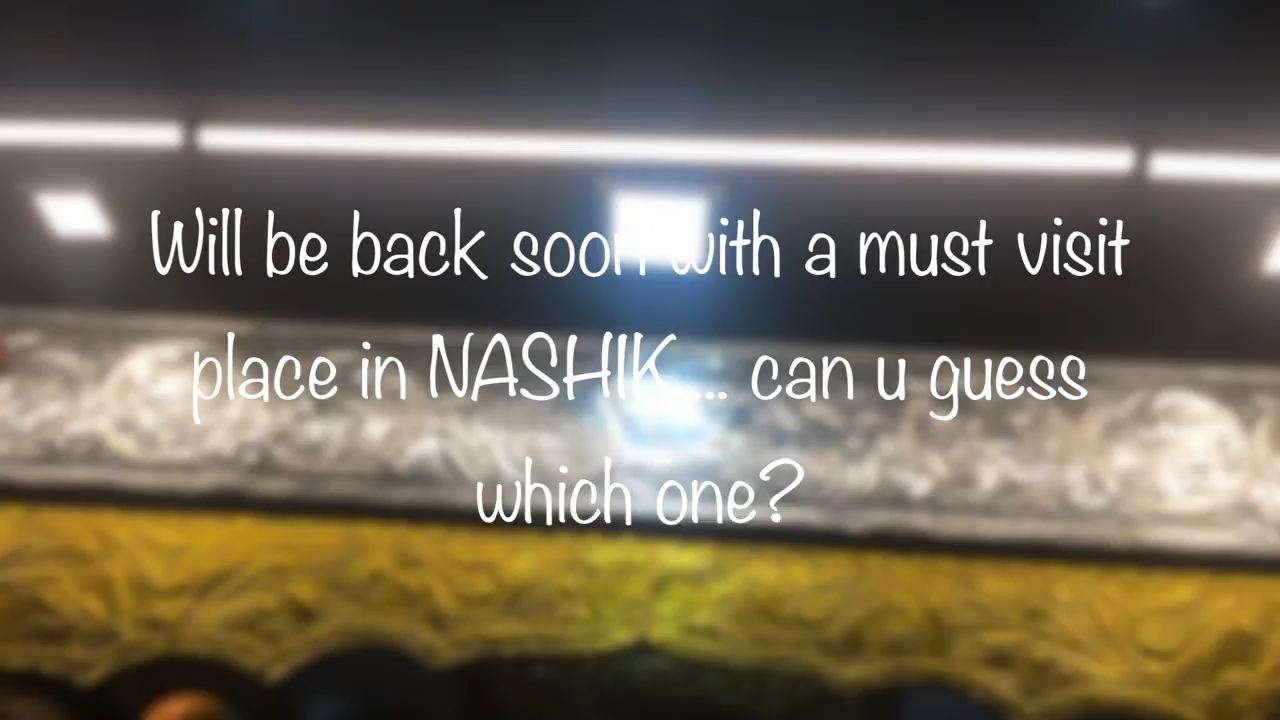 Will be back soon with a must visit
place in NASHIK.... can u guess
which one?